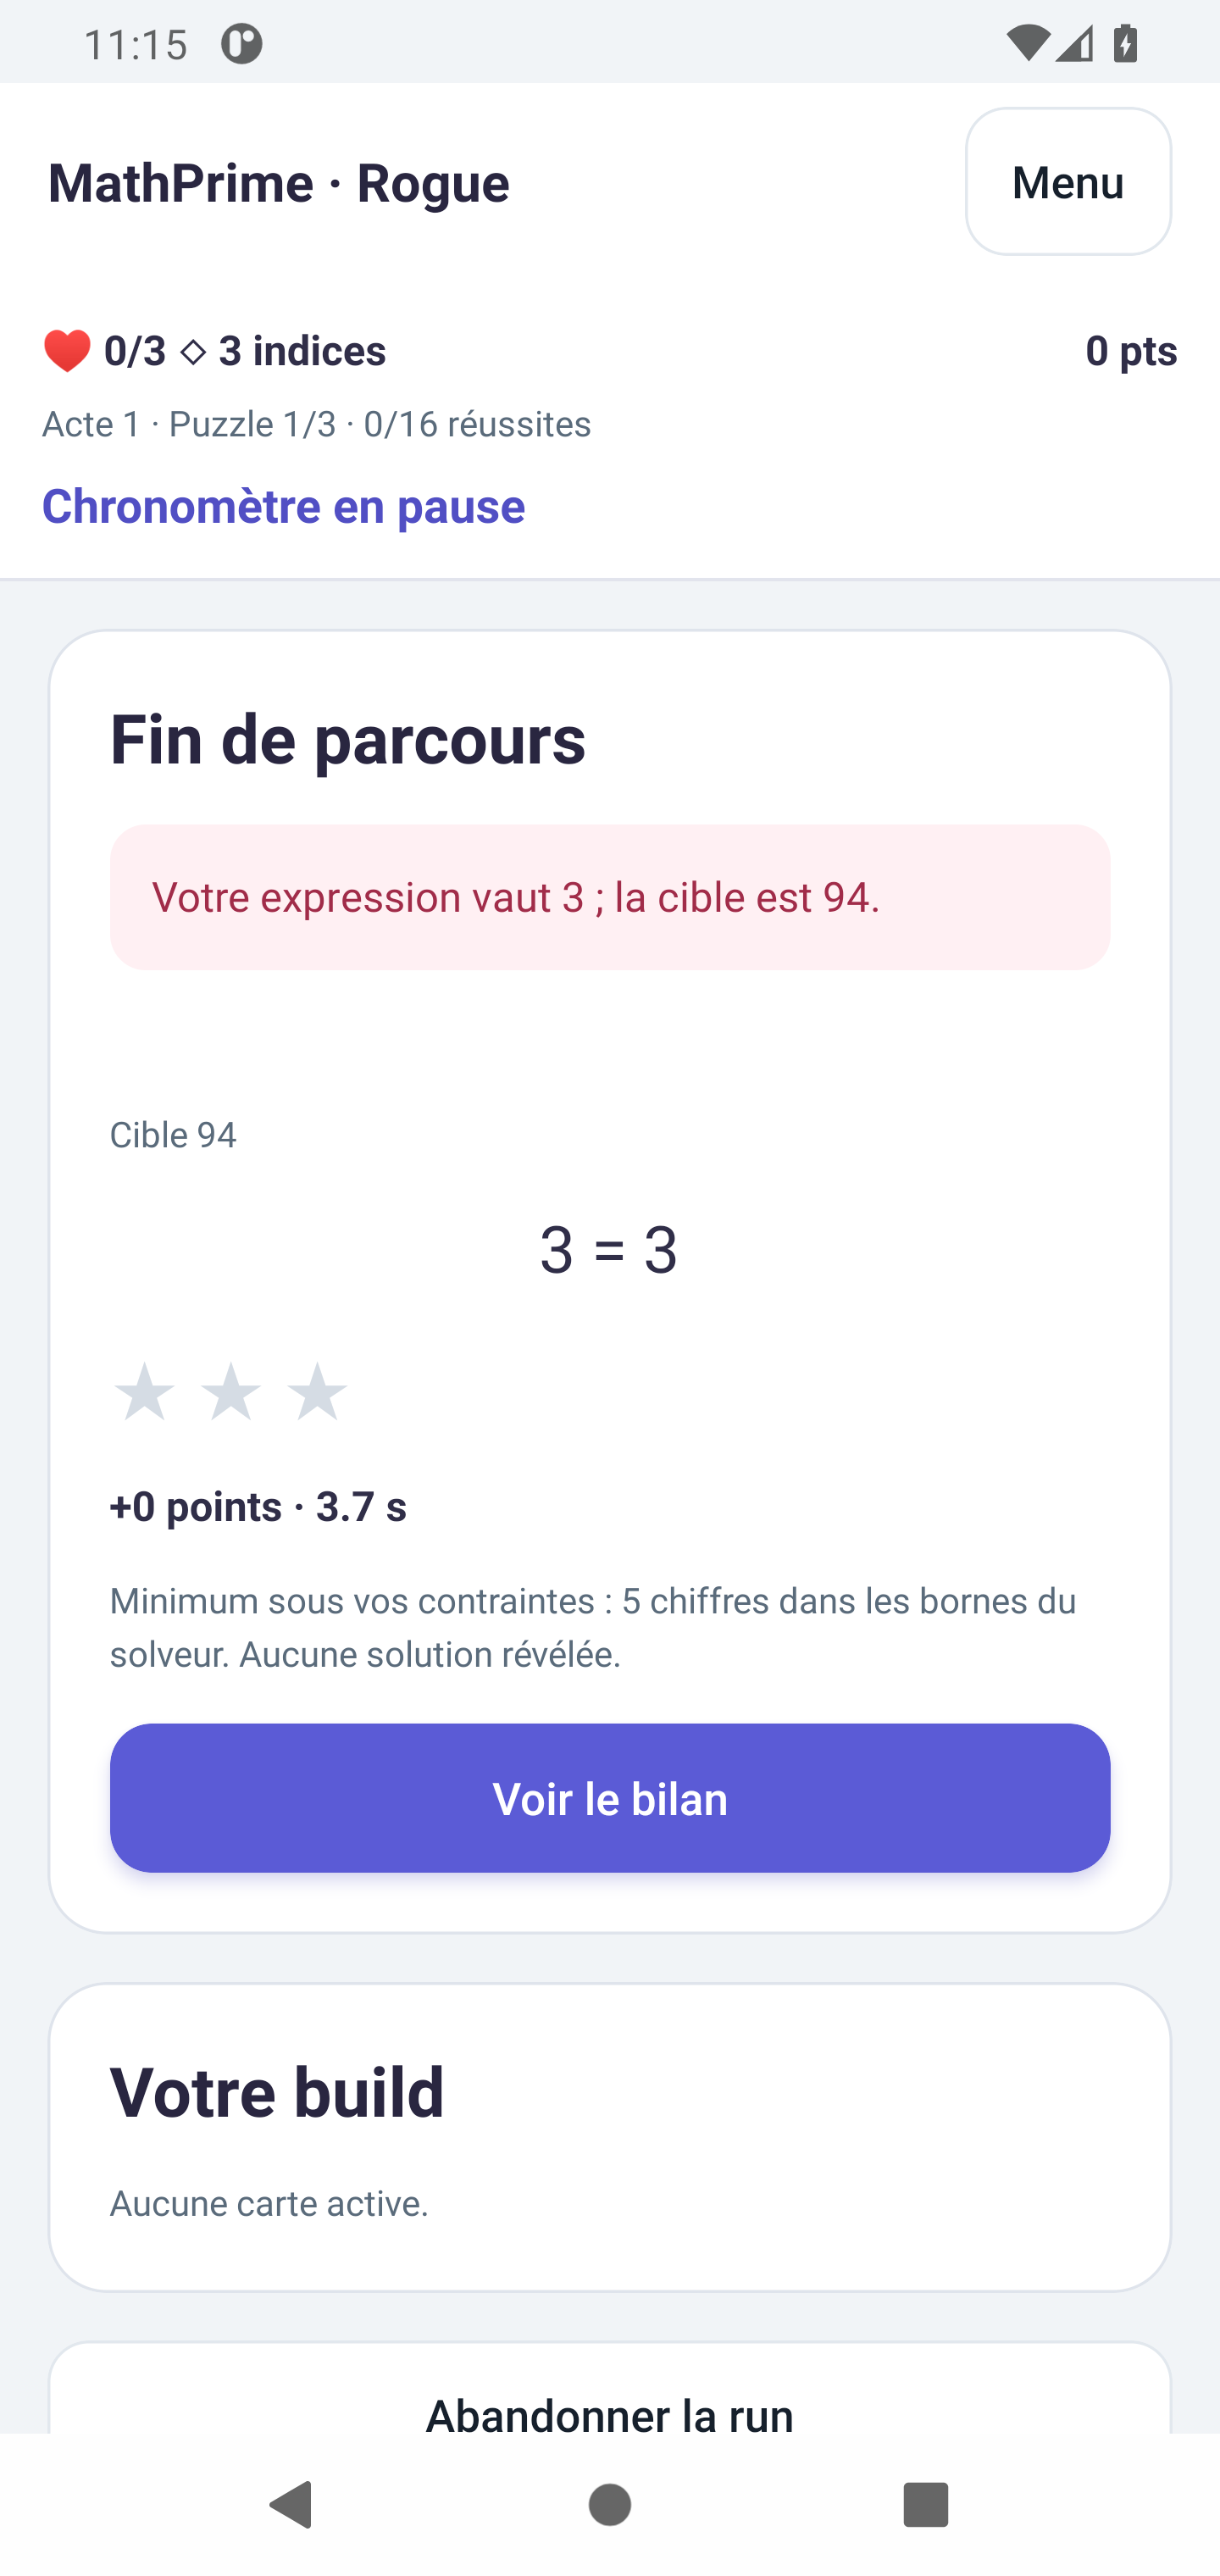 11:15
MathPrime · Rogue
Menu
❤️ 0/3 ◇ 3 indices
0 pts
Acte 1 · Puzzle 1/3 · 0/16 réussites
Chronomètre en pause
Fin de parcours
Votre expression vaut 3 ; la cible est 94.
Cible 94
3 = 3
★ ★ ★
+0 points · 3.7 s
Minimum sous vos contraintes : 5 chiffres dans les bornes du
solveur. Aucune solution révélée.
Voir le bilan
Votre build
Aucune carte active.
Abandonner la run